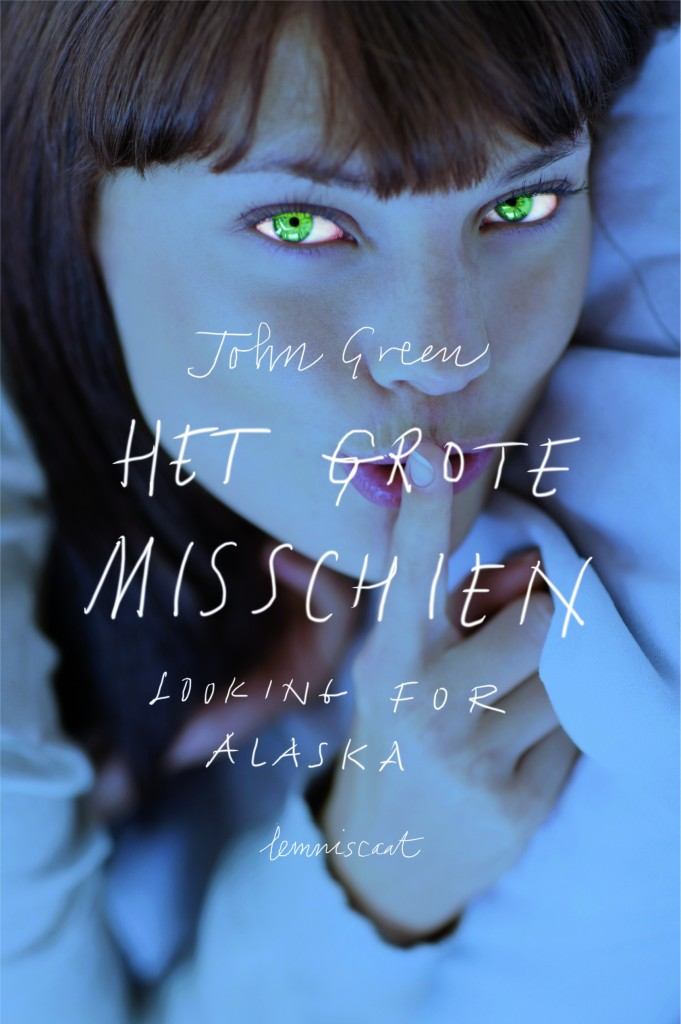 John Green
HET GROTE
MISSCHIEN
LOOKING FOR
ALASKA
lemniscaat